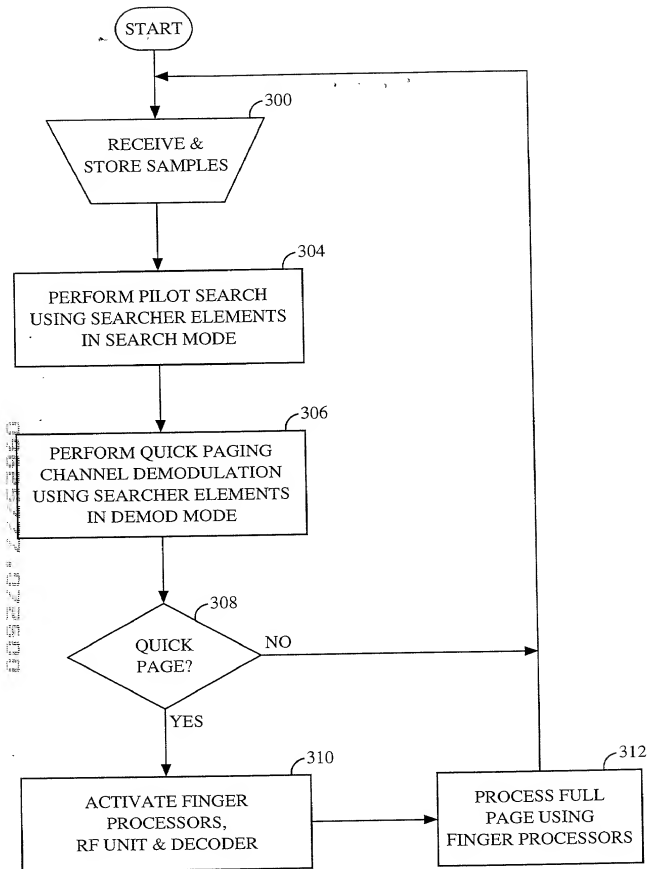 START
300
RECEIVE &
STORE SAMPLES
304
PERFORM PILOT SEARCH
USING SEARCHER ELEMENTS
IN SEARCH MODE
306
PERFORM QUICK PAGING
CHANNEL DEMODULATION
USING SEARCHER ELEMENTS
IN DEMOD MODE
308
QUICK
PAGE?
NO
YES
310
ACTIVATE FINGER
PROCESSORS,
RF UNIT & DECODER
312
PROCESS FULL
PAGE USING
FINGER PROCESSORS